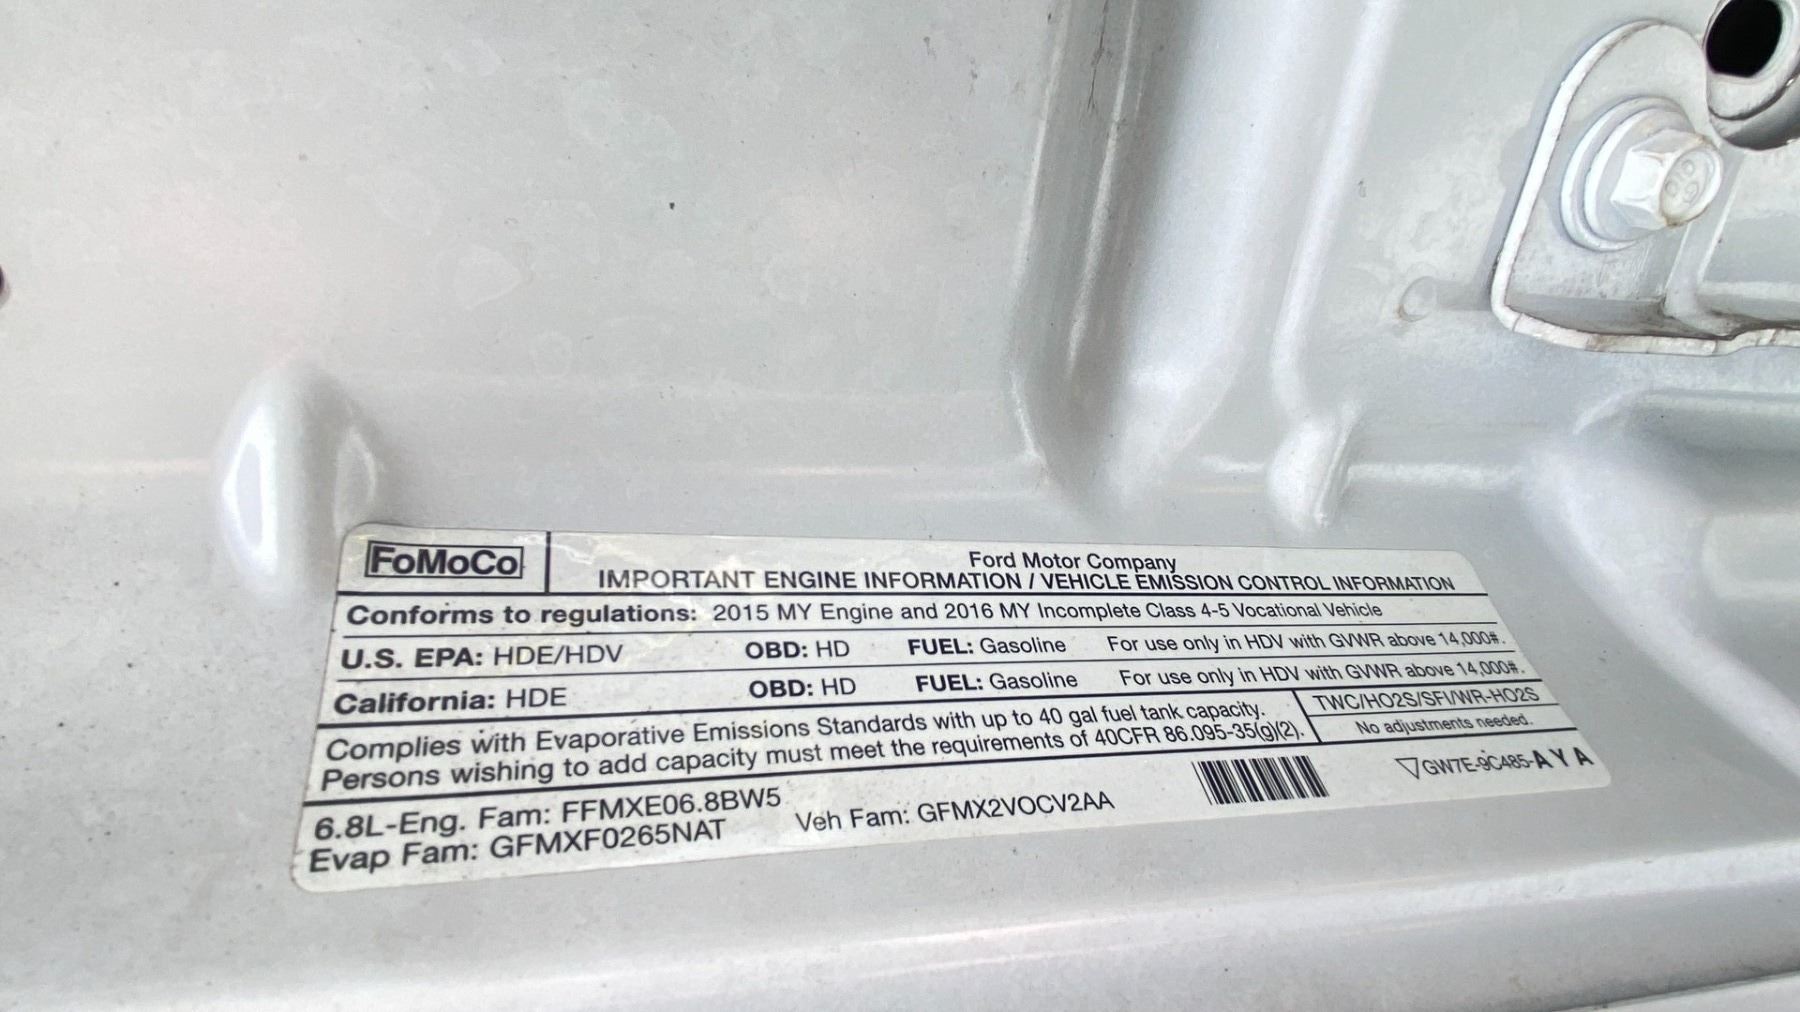 FoMoCo
Ford Motor Company
IMPORTANT ENGINE INFORMATION / VEHICLE EMISSION CONTROL INFORMATION
Conforms to regulations: 2015 MY Engine and 2016 MY Incomplete Class 4-5 Vocational Vehicle
U.S. EPA: HDE/HDV OBD: HD FUEL: Gasoline For use only in HDV with GVWR above 14,000#.
California: HDE OBD: HD FUEL: Gasoline For use only in HDV with GVWR above 14,000#.
Complies with Evaporative Emissions Standards with up to 40 gal fuel tank capacity.
Persons wishing to add capacity must meet the requirements of 40CFR 86.095-35(g)(2).
TWC/HO2S/SFI/WR-HO2S
No adjustments needed.
6.8L-Eng. Fam: FFMXE06.8BW5
Evap Fam: GFMXF0265NAT
Veh Fam: GFMX2VOCV2AA
GW7E-9C485-A Y A